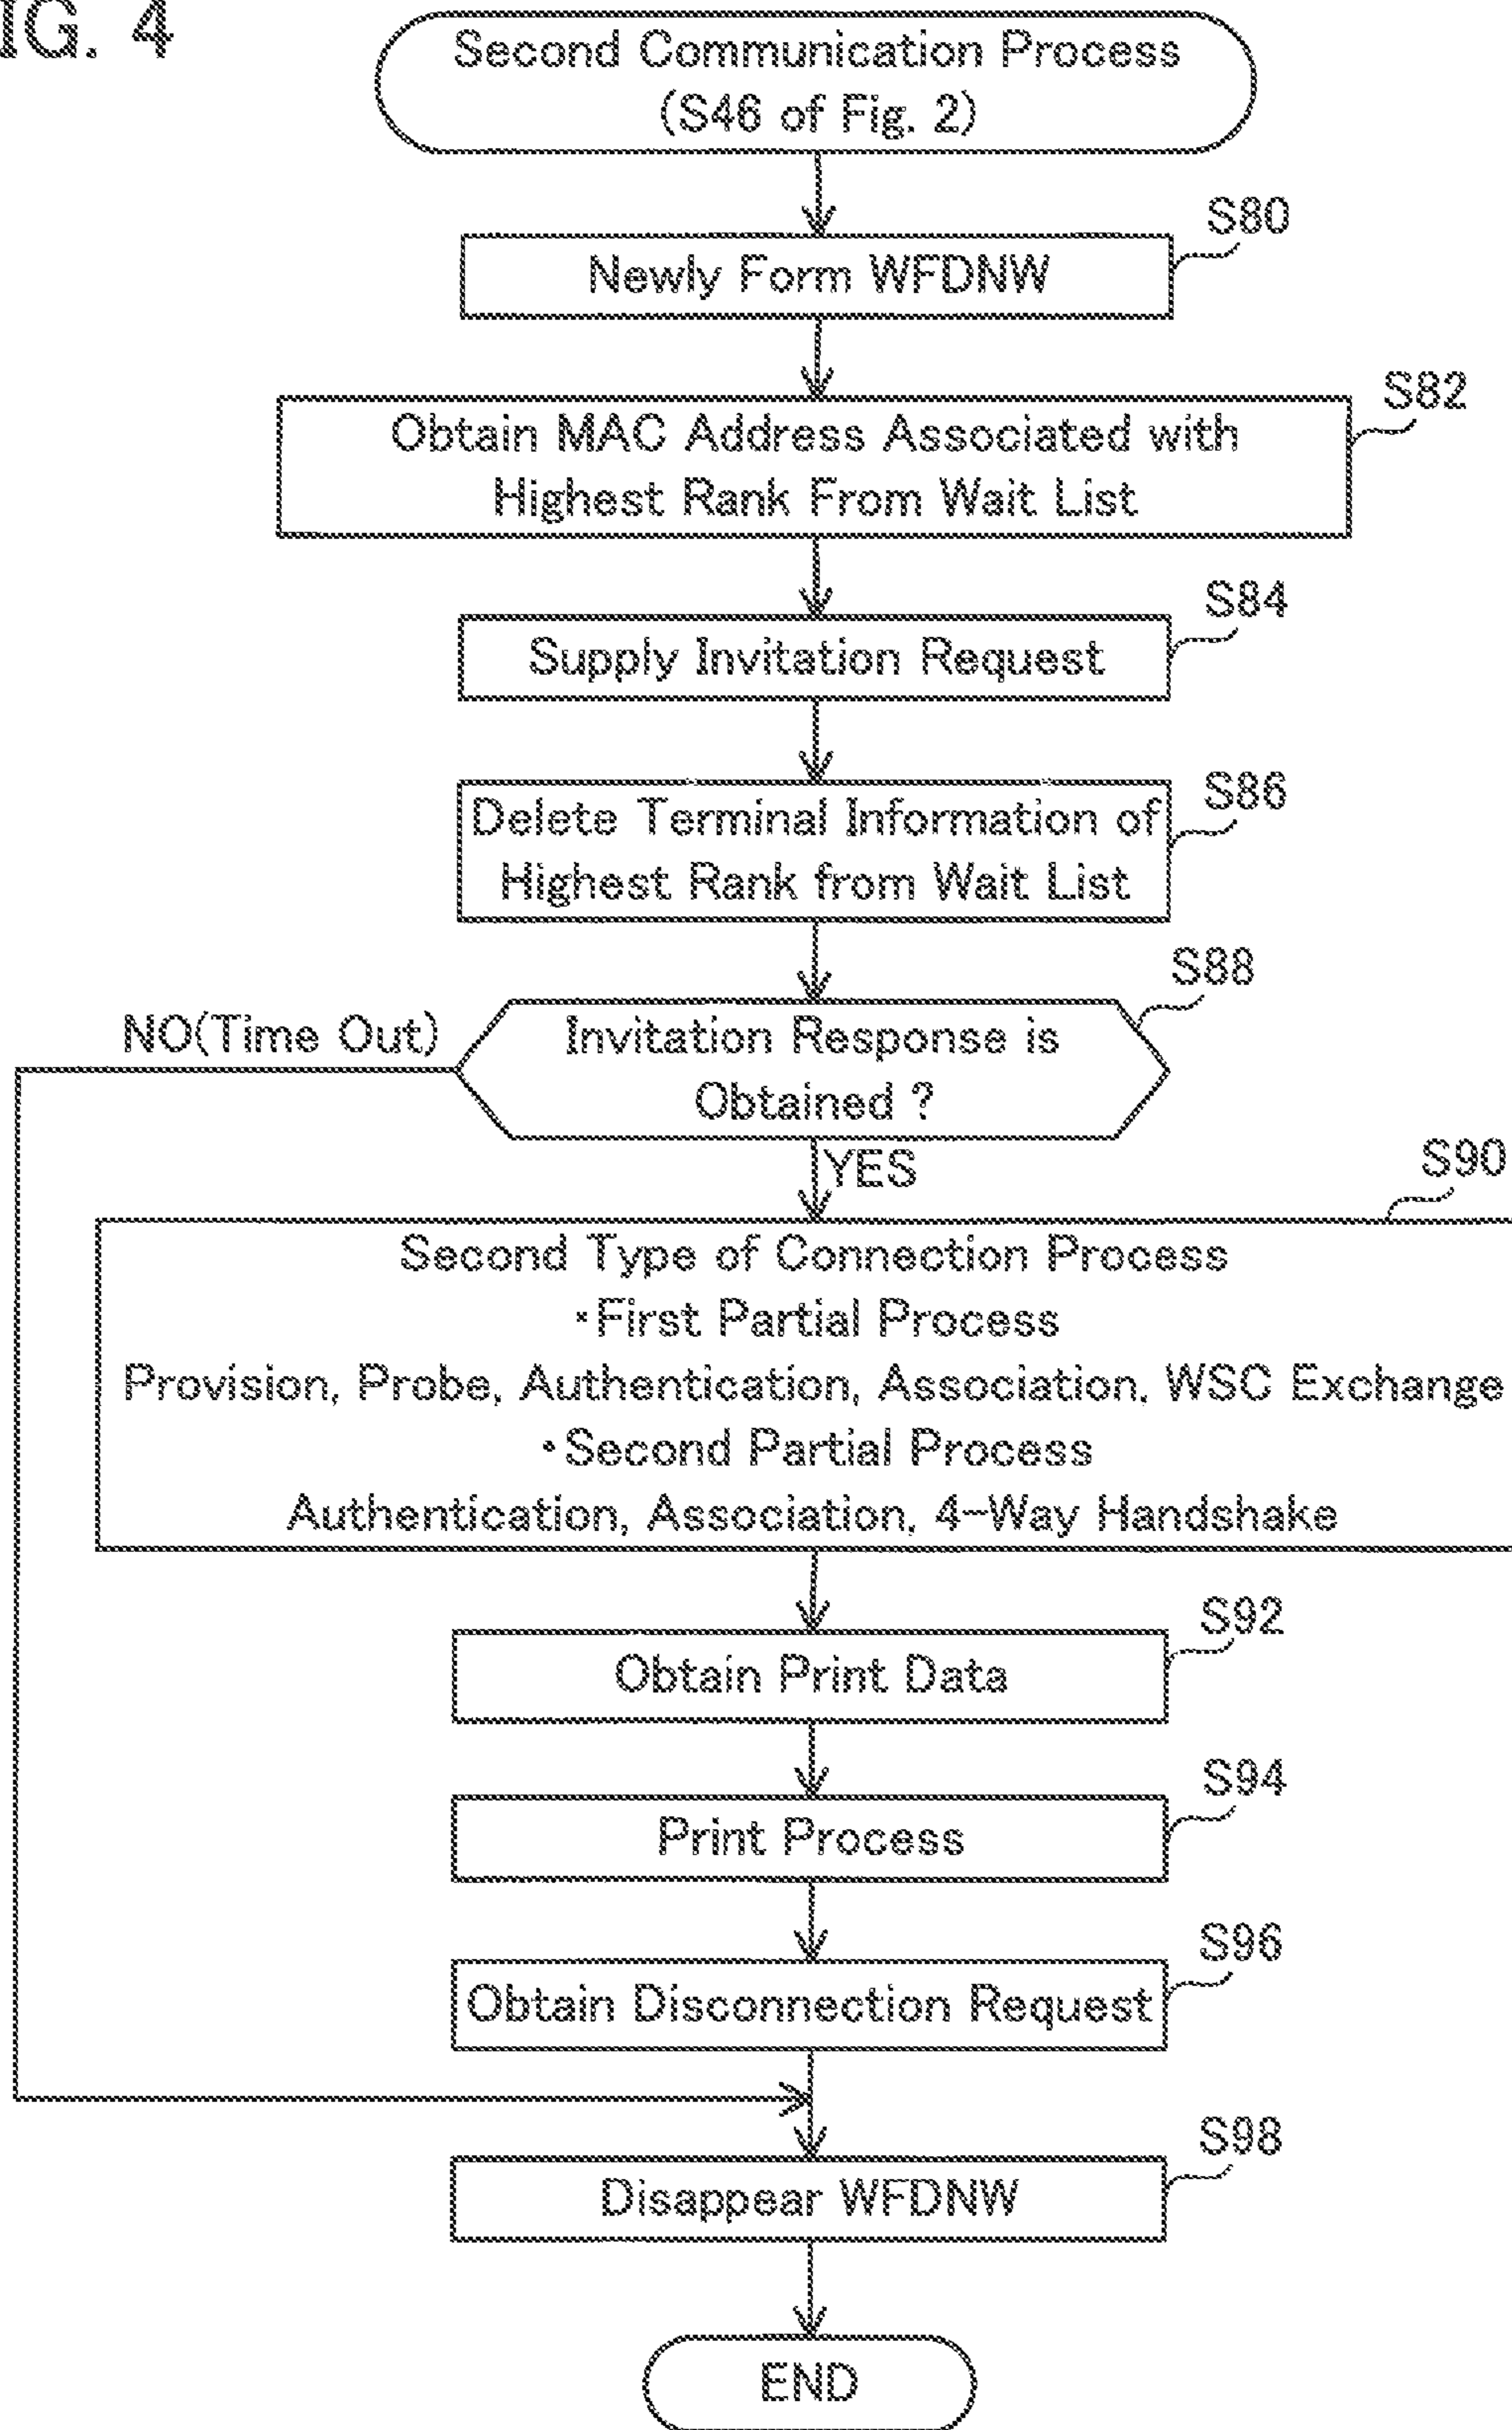 IG. 4
Second Communication Process
(S46 of Fig. 2)
S80
Newly Form WFDNW
S82
Obtain MAC Address Associated with
Highest Rank From Wait List
S84
Supply Invitation Request
S86
Delete Terminal Information of
Highest Rank from Wait List
S88
NO(Time Out)
Invitation Response is
Obtained ?
YES
S90
Second Type of Connection Process
・First Partial Process
Provision, Probe, Authentication, Association, WSC Exchange
・Second Partial Process
Authentication, Association, 4-Way Handshake
S92
Obtain Print Data
S94
Print Process
S96
Obtain Disconnection Request
S98
Disappear WFDNW
END